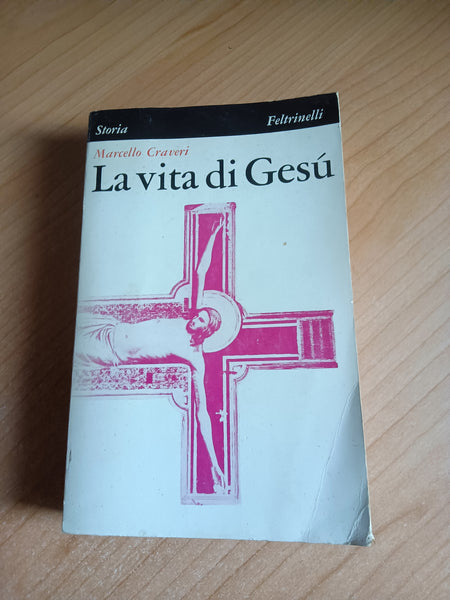 Storia Feltrinelli
Marcello Craveri
La vita di Gesú